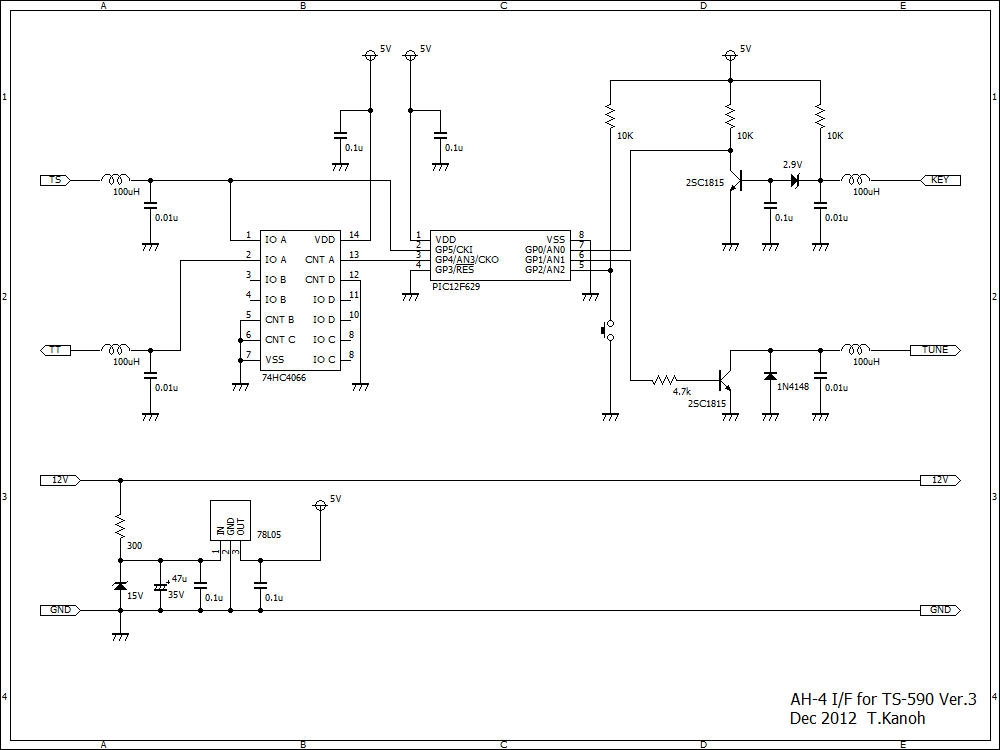 A B C D E
1 1
5V 5V 5V
0.1u 0.1u
10K 10K 10K
2.9V
TS 100uH 2SC1815 100uH KEY
0.01u 0.1u 0.01u
1 IO A VDD 14
2 IO A CNT A 13
3 IO B CNT D 12
4 IO B IO D 11
5 CNT B IO D 10
6 CNT C IO C 8
7 VSS IO C 8
74HC4066
1 VDD VSS 8
2 GP5/CKI GP0/AN0 7
3 GP4/AN3/CKO GP1/AN1 6
4 GP3/RES GP2/AN2 5
PIC12F629
2 2
TT 100uH TUNE 100uH
0.01u 4.7k 2SC1815 1N4148 0.01u
12V 12V
3 3
5V
300
IN GND OUT
1 2 3
78L05
15V
47u
+
35V
0.1u 0.1u
GND GND
4 4
AH-4 I/F for TS-590 Ver.3
Dec 2012 T.Kanoh
A B C D E